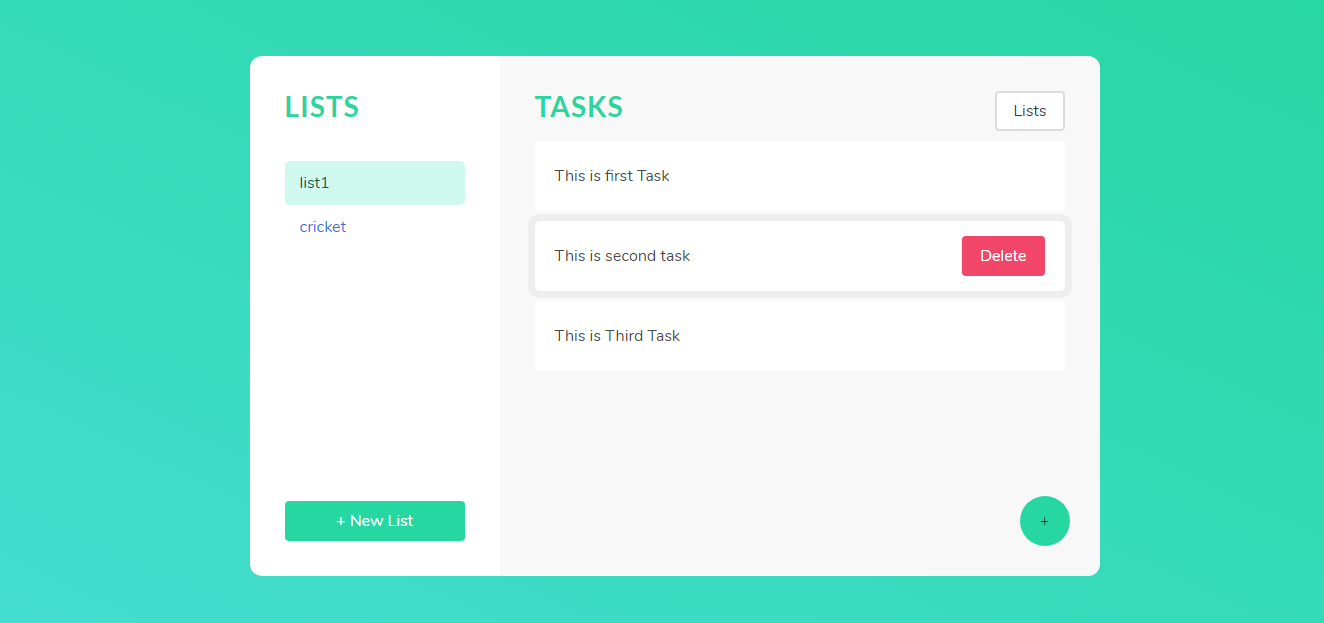 LISTS
list1
cricket
+ New List
TASKS
Lists
This is first Task
This is second task
Delete
This is Third Task
+